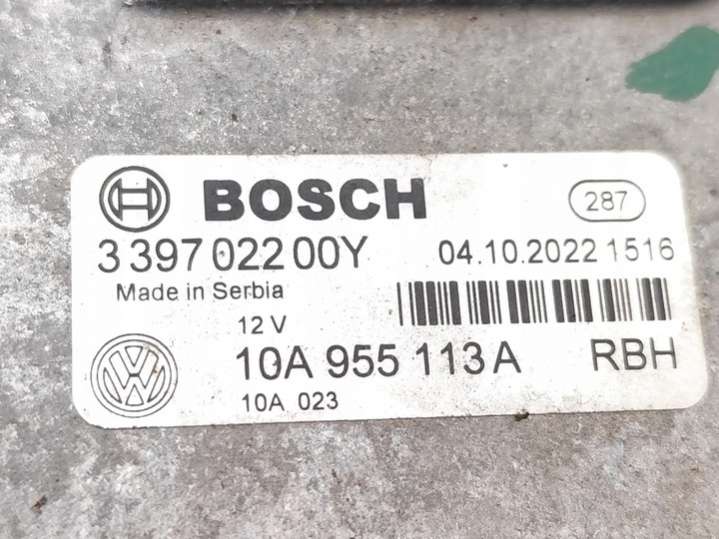 BOSCH 287
3 397 022 00Y 04.10.2022 1516
Made in Serbia
12 V
10A 955 113 A RBH
10A 023